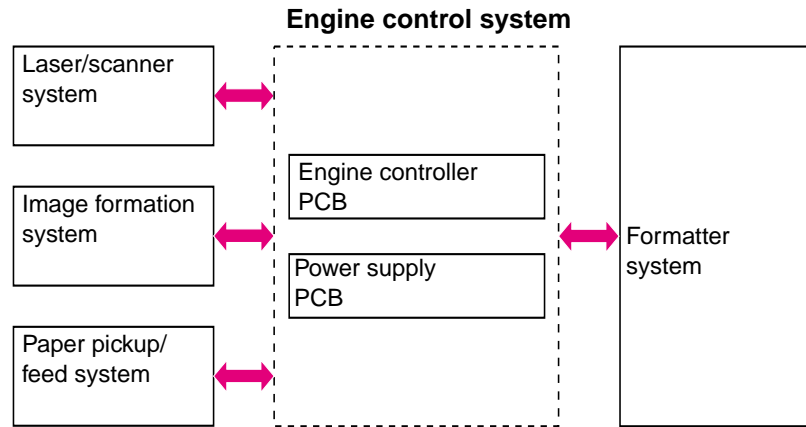 Engine control system
Laser/scanner
system
Image formation
system
Paper pickup/
feed system
Engine controller
PCB
Power supply
PCB
Formatter
system